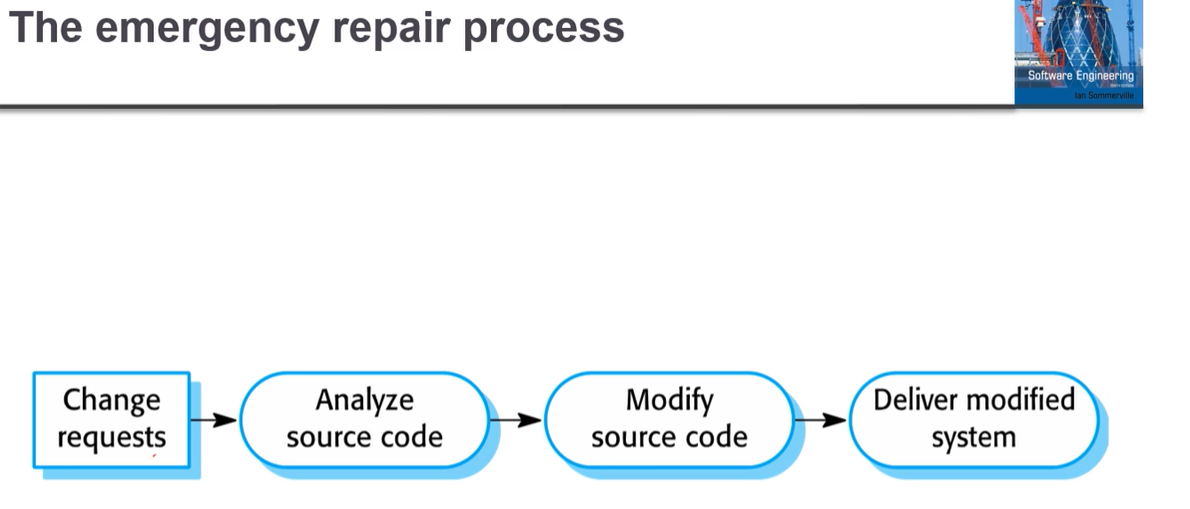 The emergency repair process
Software Engineering
Ian Sommerville
Change
requests
Analyze
source code
Modify
source code
Deliver modified
system